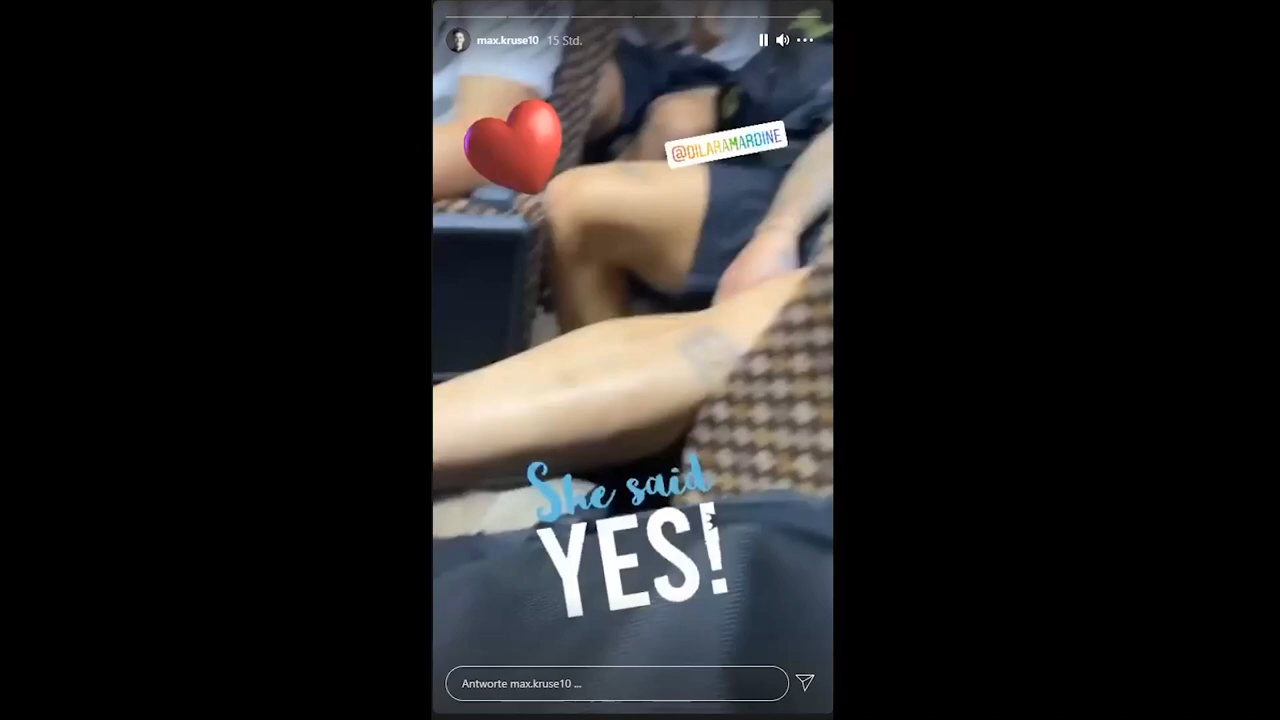 max.kruse10 15 Std.
@DILARAMARDINE
She said
YES!
Antworte max.kruse10 ...